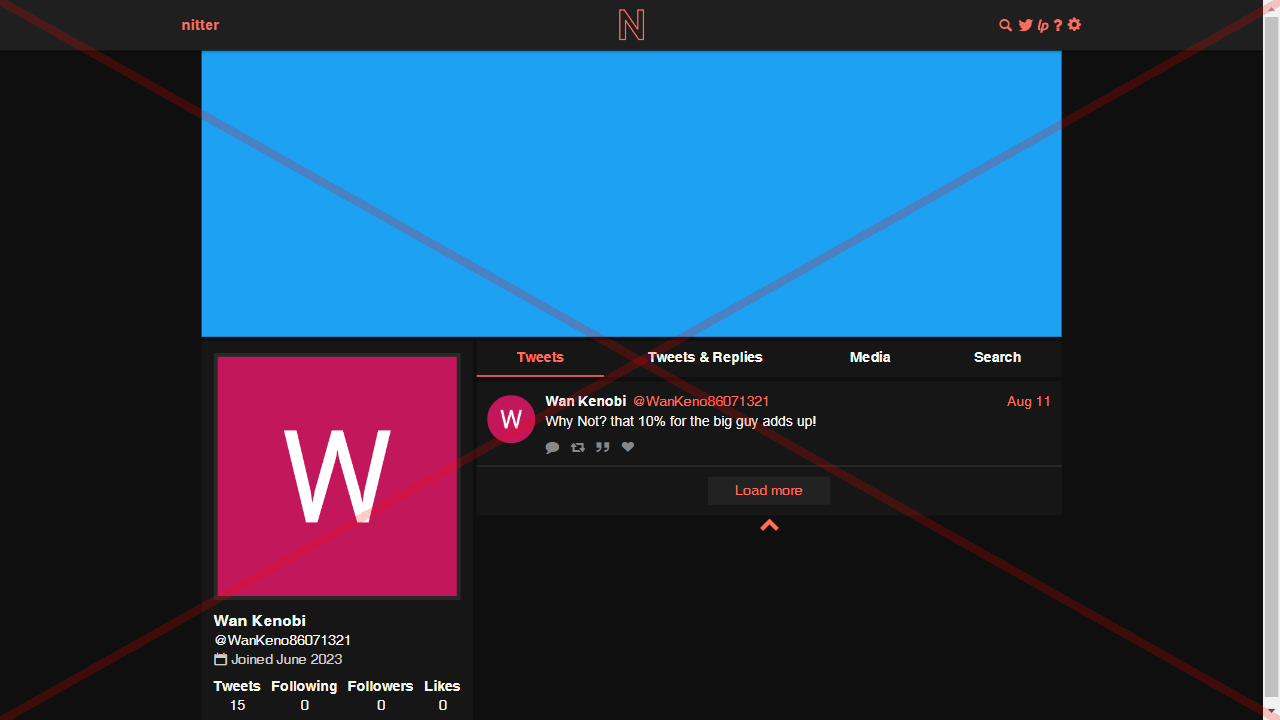 nitter
N
lp ?
Tweets Tweets & Replies Media Search
W
Wan Kenobi @WanKeno86071321 Aug 11
Why Not? that 10% for the big guy adds up!
Load more
W
Wan Kenobi
@WanKeno86071321
Joined June 2023
Tweets Following Followers Likes
15 0 0 0